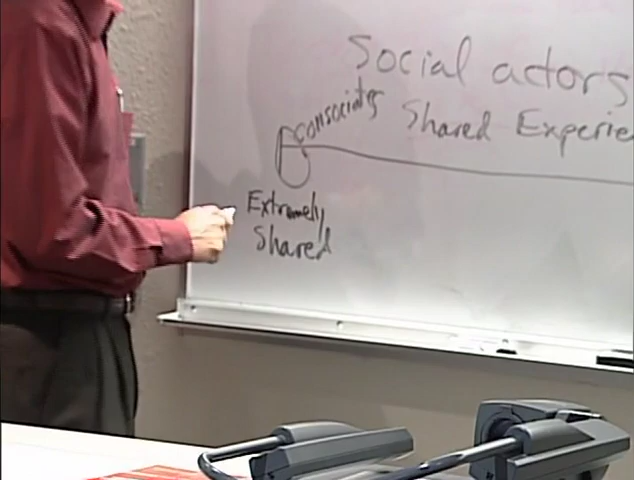 Social actors
consociates
Shared Experie
Extremely
Shared